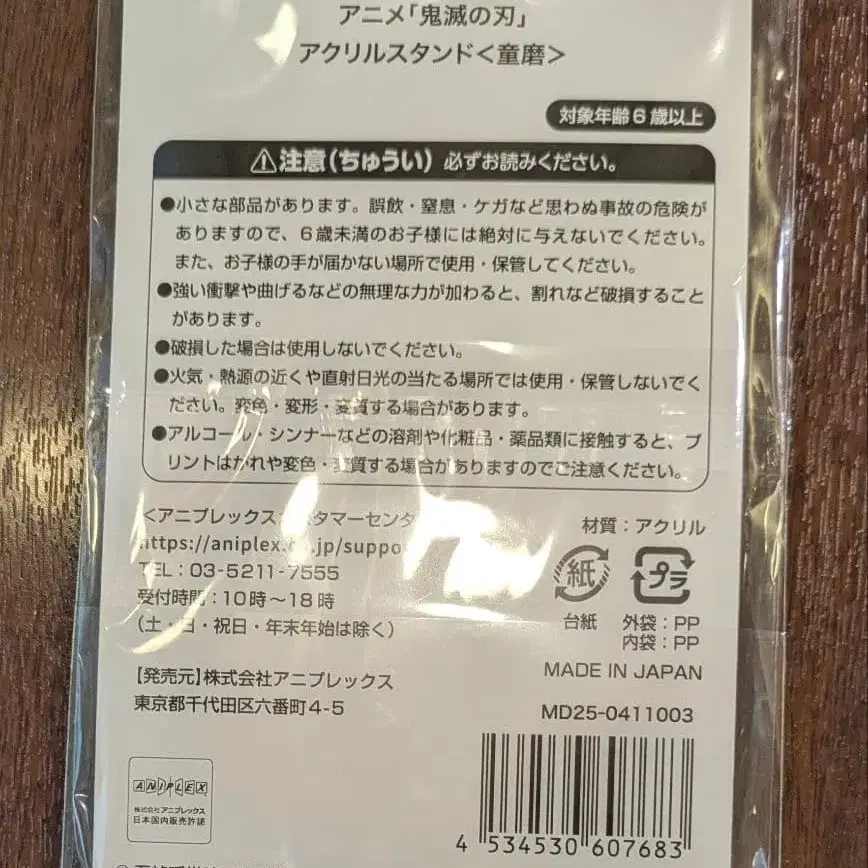 アニメ「鬼滅の刃」
アクリルスタンド＜童磨＞
対象年齢6歳以上
⚠注意(ちゅうい) 必ずお読みください。
●小さな部品があります。誤飲・窒息・ケガなど思わぬ事故の危険が
ありますので、6歳未満のお子様には絶対に与えないでください。
また、お子様の手が届かない場所で使用・保管してください。
●強い衝撃や曲げるなどの無理な力が加わると、割れなど破損すること
があります。
●破損した場合は使用しないでください。
●火気・熱源の近くや直射日光の当たる場所では使用・保管しないでく
ださい。変色・変形・変質する場合があります。
●アルコール・シンナーなどの溶剤や化粧品・薬品類に接触すると、プ
リントはがれや変色・変質する場合がありますのでご注意ください。
＜アニプレックス スタマーセンタ
https://aniplex. .jp/suppo
TEL：03-5211-7555
受付時間：10時～18時
(土・日・祝日・年末年始は除く)
【発売元】株式会社アニプレックス
東京都千代田区六番町4-5
材質：アクリル
紙 プラ
台紙 外袋：PP
内袋：PP
MADE IN JAPAN
MD25-0411003
ANIPLEX
株式会社アニプレックス
日本国内販売許諾
4 534530 607683